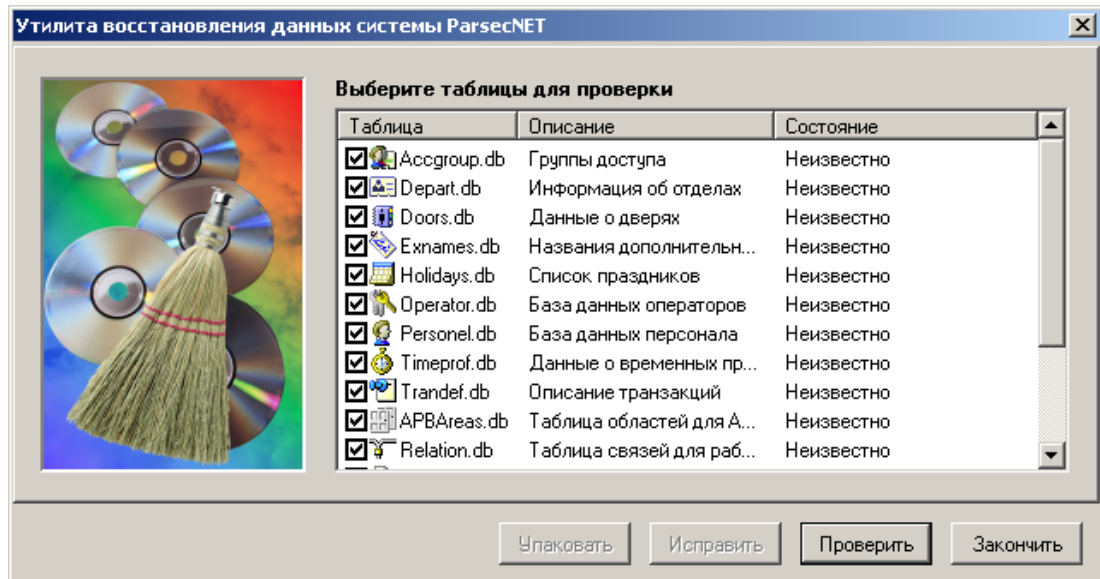 Утилита восстановления данных системы ParsecNET
Выберите таблицы для проверки
Таблица Описание Состояние
Accgroup.db Группы доступа Неизвестно
Depart.db Информация об отделах Неизвестно
Doors.db Данные о дверях Неизвестно
Exnames.db Названия дополнительн... Неизвестно
Holidays.db Список праздников Неизвестно
Operator.db База данных операторов Неизвестно
Personel.db База данных персонала Неизвестно
Timeprof.db Данные о временных пр... Неизвестно
Trandef.db Описание транзакций Неизвестно
APBAreas.db Таблица областей для А... Неизвестно
Relation.db Таблица связей для раб... Неизвестно
Упаковать Исправить Проверить Закончить